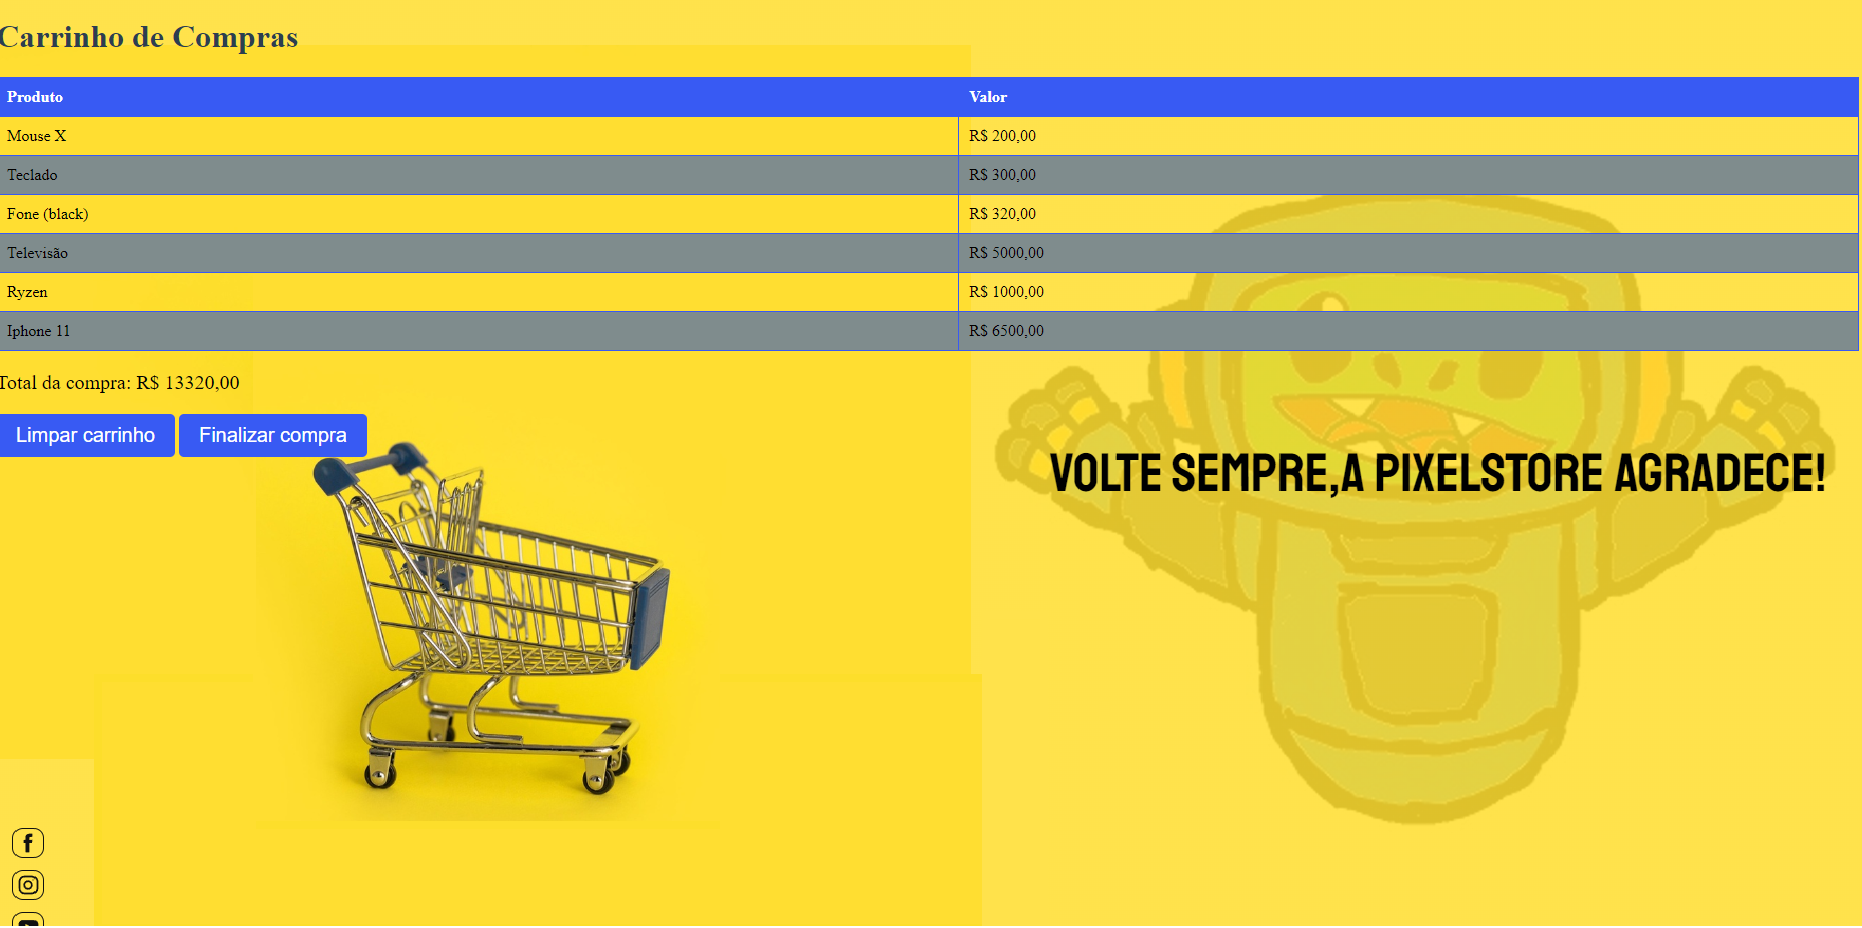 Carrinho de Compras
Produto Valor
Mouse X R$ 200,00
Teclado R$ 300,00
Fone (black) R$ 320,00
Televisão R$ 5000,00
Ryzen R$ 1000,00
Iphone 11 R$ 6500,00
Total da compra: R$ 13320,00
Limpar carrinho Finalizar compra
VOLTE SEMPRE,A PIXELSTORE AGRADECE!